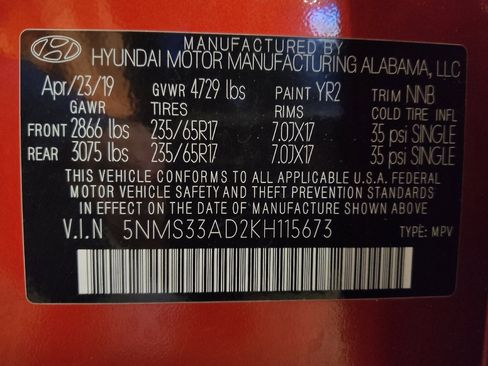 MANUFACTURED BY
HYUNDAI MOTOR MANUFACTURING ALABAMA, LLC
Apr/23/19 GVWR 4729 lbs PAINT YR2 TRIM NNB
GAWR TIRES RIMS COLD TIRE INFL
FRONT 2866 lbs 235/65R17 7.0JX17 35 psi SINGLE
REAR 3075 lbs 235/65R17 7.0JX17 35 psi SINGLE
THIS VEHICLE CONFORMS TO ALL APPLICABLE U.S.A. FEDERAL
MOTOR VEHICLE SAFETY AND THEFT PREVENTION STANDARDS
IN EFFECT ON THE DATE OF MANUFACTURE SHOWN ABOVE.
V.I.N 5NMS33AD2KH115673 TYPE: MPV